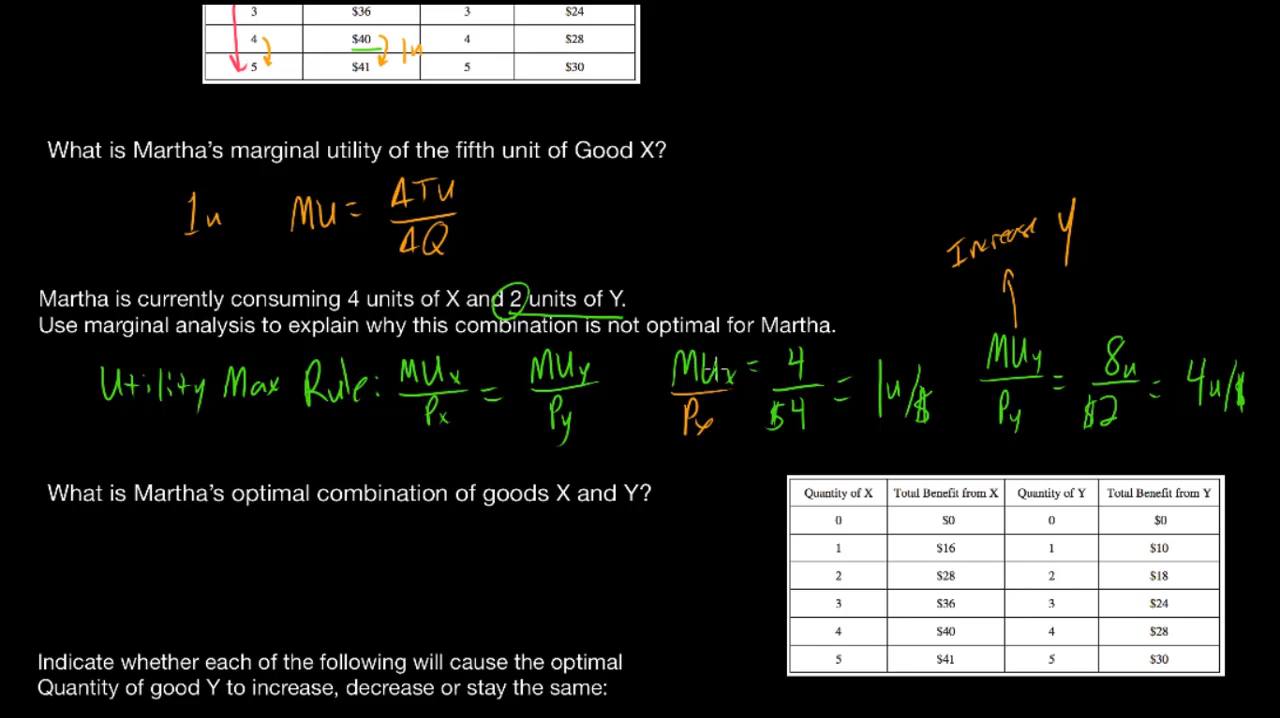 3 $36 3 $24
4 $40 4 $28
5 $41 5 $30
1u
What is Martha's marginal utility of the fifth unit of Good X?
1u MU = ΔTU / ΔQ
Increase Y
Martha is currently consuming 4 units of X and 2 units of Y.
Use marginal analysis to explain why this combination is not optimal for Martha.
Utility Max Rule: MUx / Px = MUy / Py MUx / Px = 4 / $4 = 1u/$ MUy / Py = 8u / $2 = 4u/$
What is Martha's optimal combination of goods X and Y?
Quantity of X Total Benefit from X Quantity of Y Total Benefit from Y
0 $0 0 $0
1 $16 1 $10
2 $28 2 $18
3 $36 3 $24
4 $40 4 $28
5 $41 5 $30
Indicate whether each of the following will cause the optimal
Quantity of good Y to increase, decrease or stay the same: